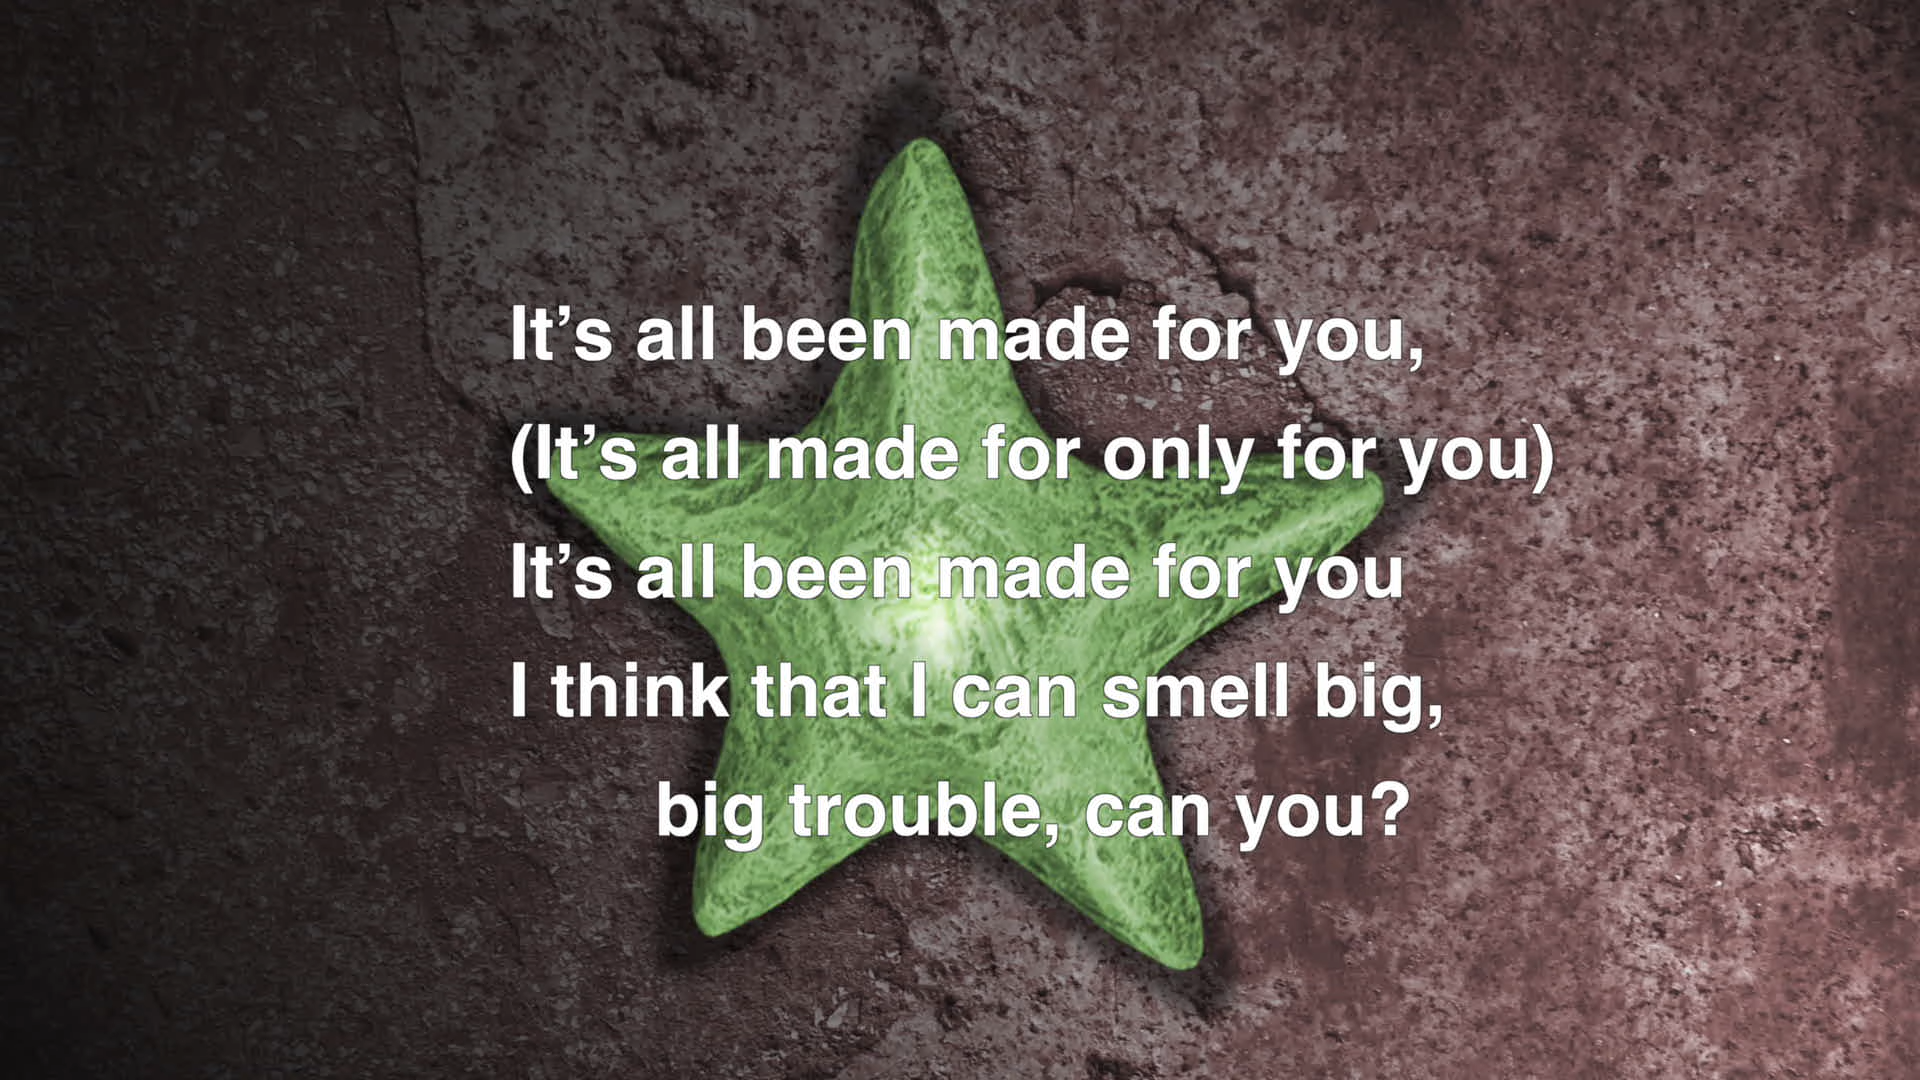 It’s all been made for you,
(It’s all made for only for you)
It’s all been made for you
I think that I can smell big,
big trouble, can you?